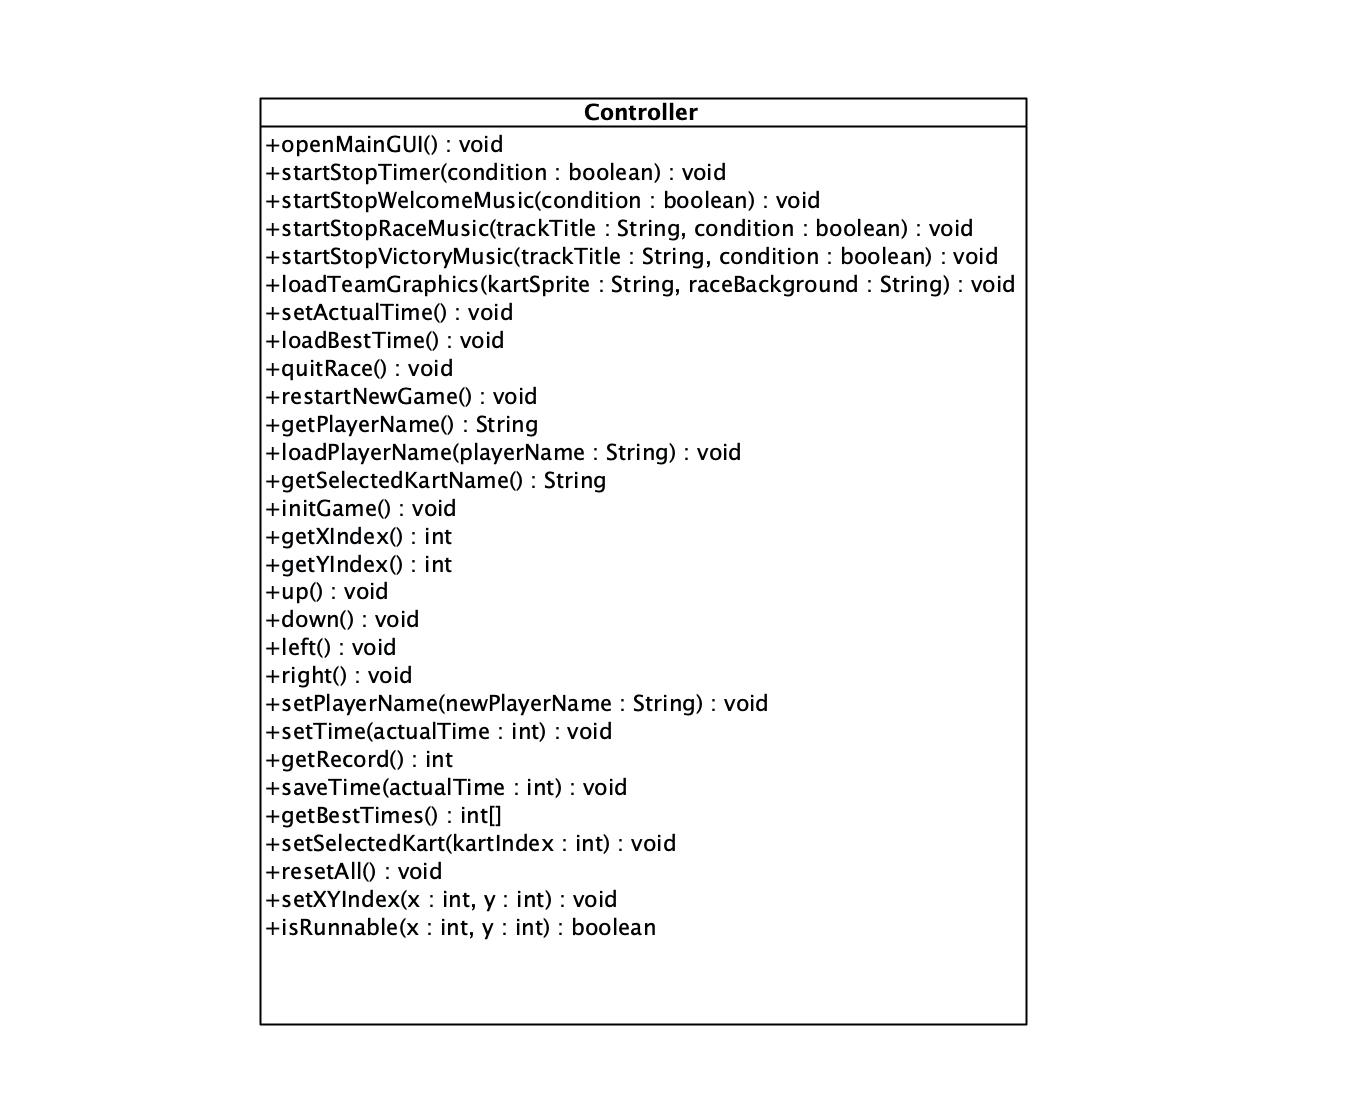 Controller
+openMainGUI() : void
+startStopTimer(condition : boolean) : void
+startStopWelcomeMusic(condition : boolean) : void
+startStopRaceMusic(trackTitle : String, condition : boolean) : void
+startStopVictoryMusic(trackTitle : String, condition : boolean) : void
+loadTeamGraphics(kartSprite : String, raceBackground : String) : void
+setActualTime() : void
+loadBestTime() : void
+quitRace() : void
+restartNewGame() : void
+getPlayerName() : String
+loadPlayerName(playerName : String) : void
+getSelectedKartName() : String
+initGame() : void
+getXIndex() : int
+getYIndex() : int
+up() : void
+down() : void
+left() : void
+right() : void
+setPlayerName(newPlayerName : String) : void
+setTime(actualTime : int) : void
+getRecord() : int
+saveTime(actualTime : int) : void
+getBestTimes() : int[]
+setSelectedKart(kartIndex : int) : void
+resetAll() : void
+setXYIndex(x : int, y : int) : void
+isRunnable(x : int, y : int) : boolean